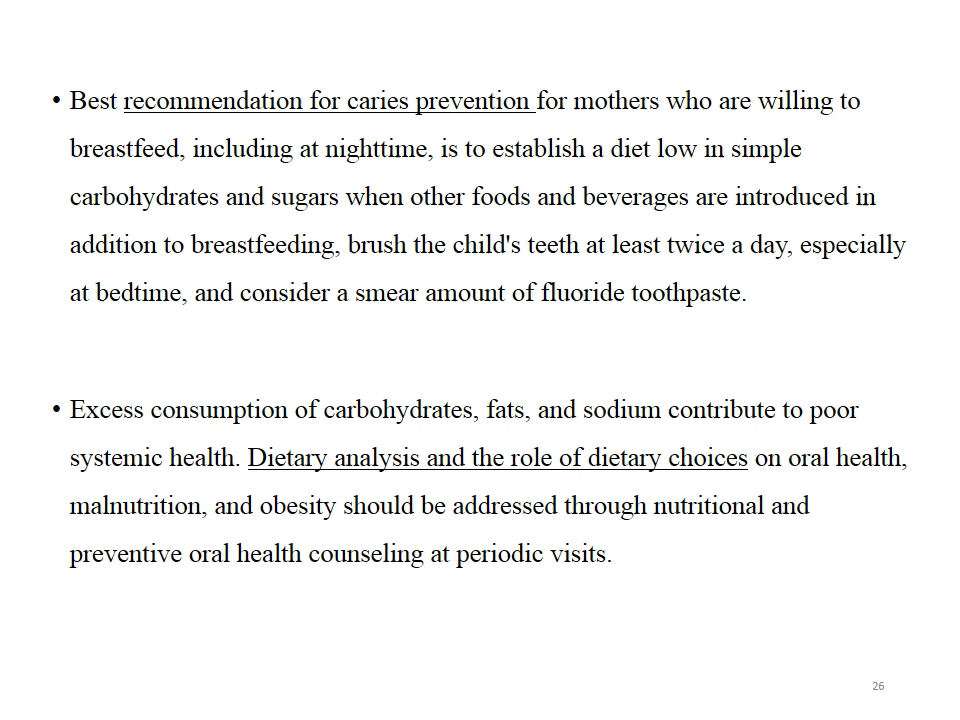 • Best recommendation for caries prevention for mothers who are willing to
breastfeed, including at nighttime, is to establish a diet low in simple
carbohydrates and sugars when other foods and beverages are introduced in
addition to breastfeeding, brush the child's teeth at least twice a day, especially
at bedtime, and consider a smear amount of fluoride toothpaste.
• Excess consumption of carbohydrates, fats, and sodium contribute to poor
systemic health. Dietary analysis and the role of dietary choices on oral health,
malnutrition, and obesity should be addressed through nutritional and
preventive oral health counseling at periodic visits.
26